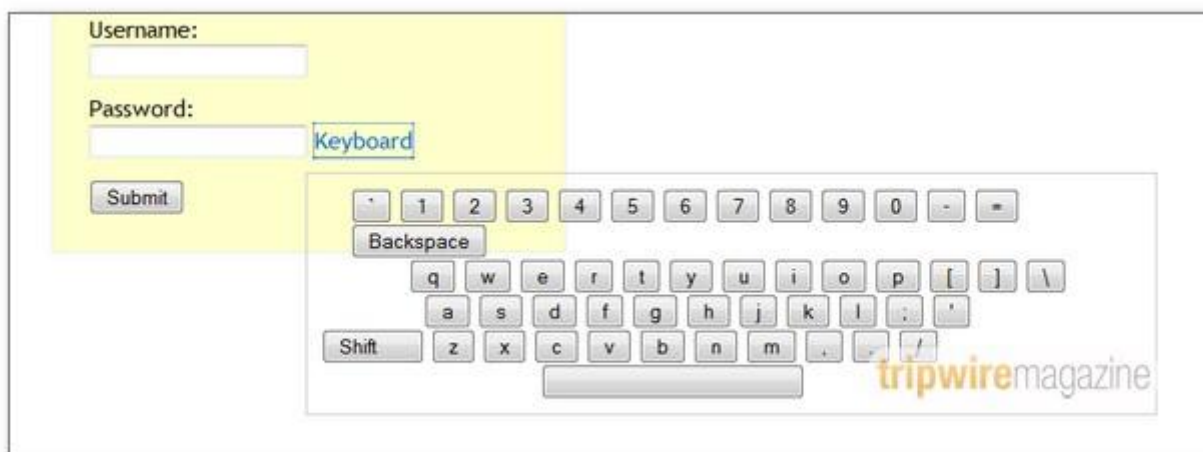 Username:
Password:
Keyboard
Submit
` 1 2 3 4 5 6 7 8 9 0 - =
Backspace
q w e r t y u i o p [ ] \
a s d f g h j k l ; '
Shift z x c v b n m , . /
tripwiremagazine